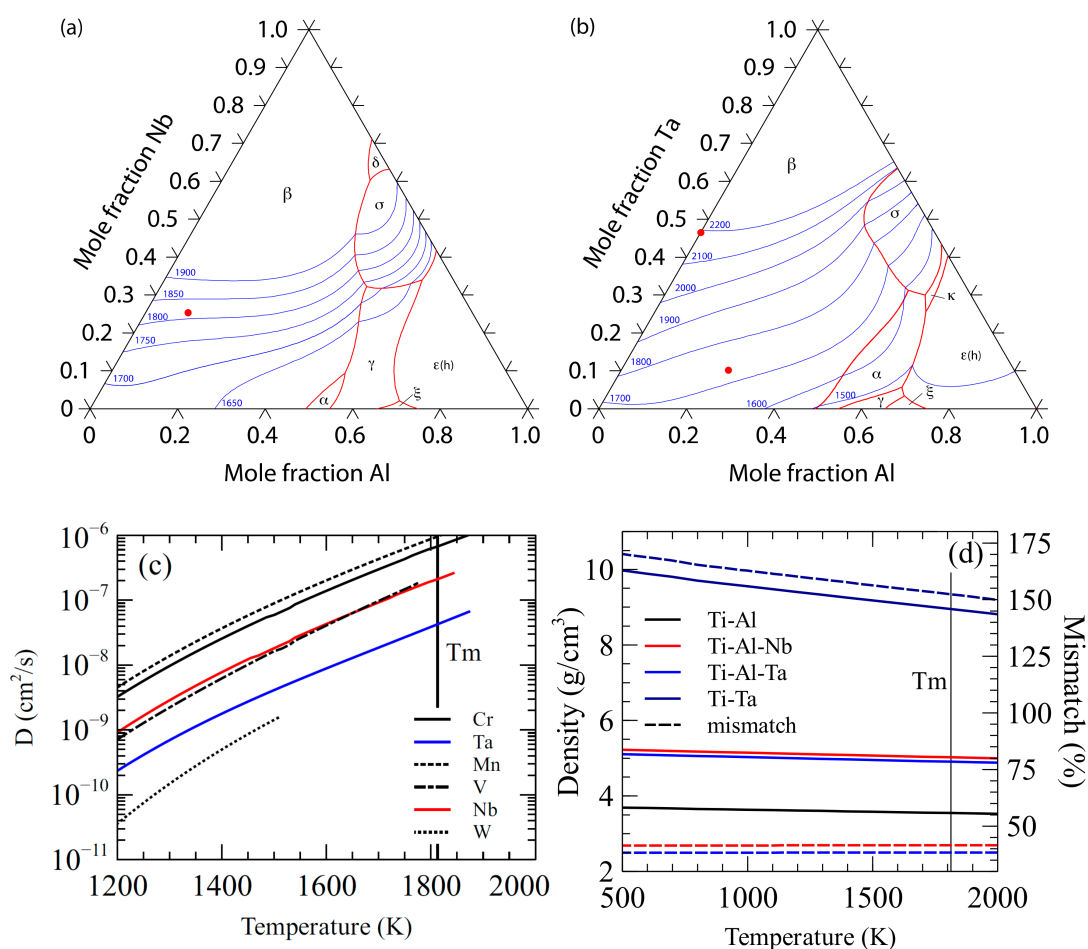 (a)
Mole fraction Nb
1.0
0.9
0.8
0.7
0.6
0.5
0.4
0.3
0.2
0.1
0
δ
β
σ
γ
α
ε(h)
ξ
1900
1850
1800
1750
1700
1650
0 0.2 0.4 0.6 0.8 1.0
Mole fraction Al
(b)
Mole fraction Ta
1.0
0.9
0.8
0.7
0.6
0.5
0.4
0.3
0.2
0.1
0
β
σ
κ
ε(h)
α
γ
ξ
2200
2100
2000
1900
1800
1700
1600
1500
0 0.2 0.4 0.6 0.8 1.0
Mole fraction Al
(c)
D (cm²/s)
10⁻⁶
10⁻⁷
10⁻⁸
10⁻⁹
10⁻¹⁰
10⁻¹¹
Tm
Cr
Ta
Mn
V
Nb
W
1200 1400 1600 1800 2000
Temperature (K)
(d)
Density (g/cm³)
10
8
6
4
2
Ti-Al
Ti-Al-Nb
Ti-Al-Ta
Ti-Ta
mismatch
Tm
175
150
125
100
75
50
Mismatch (%)
500 1000 1500 2000
Temperature (K)